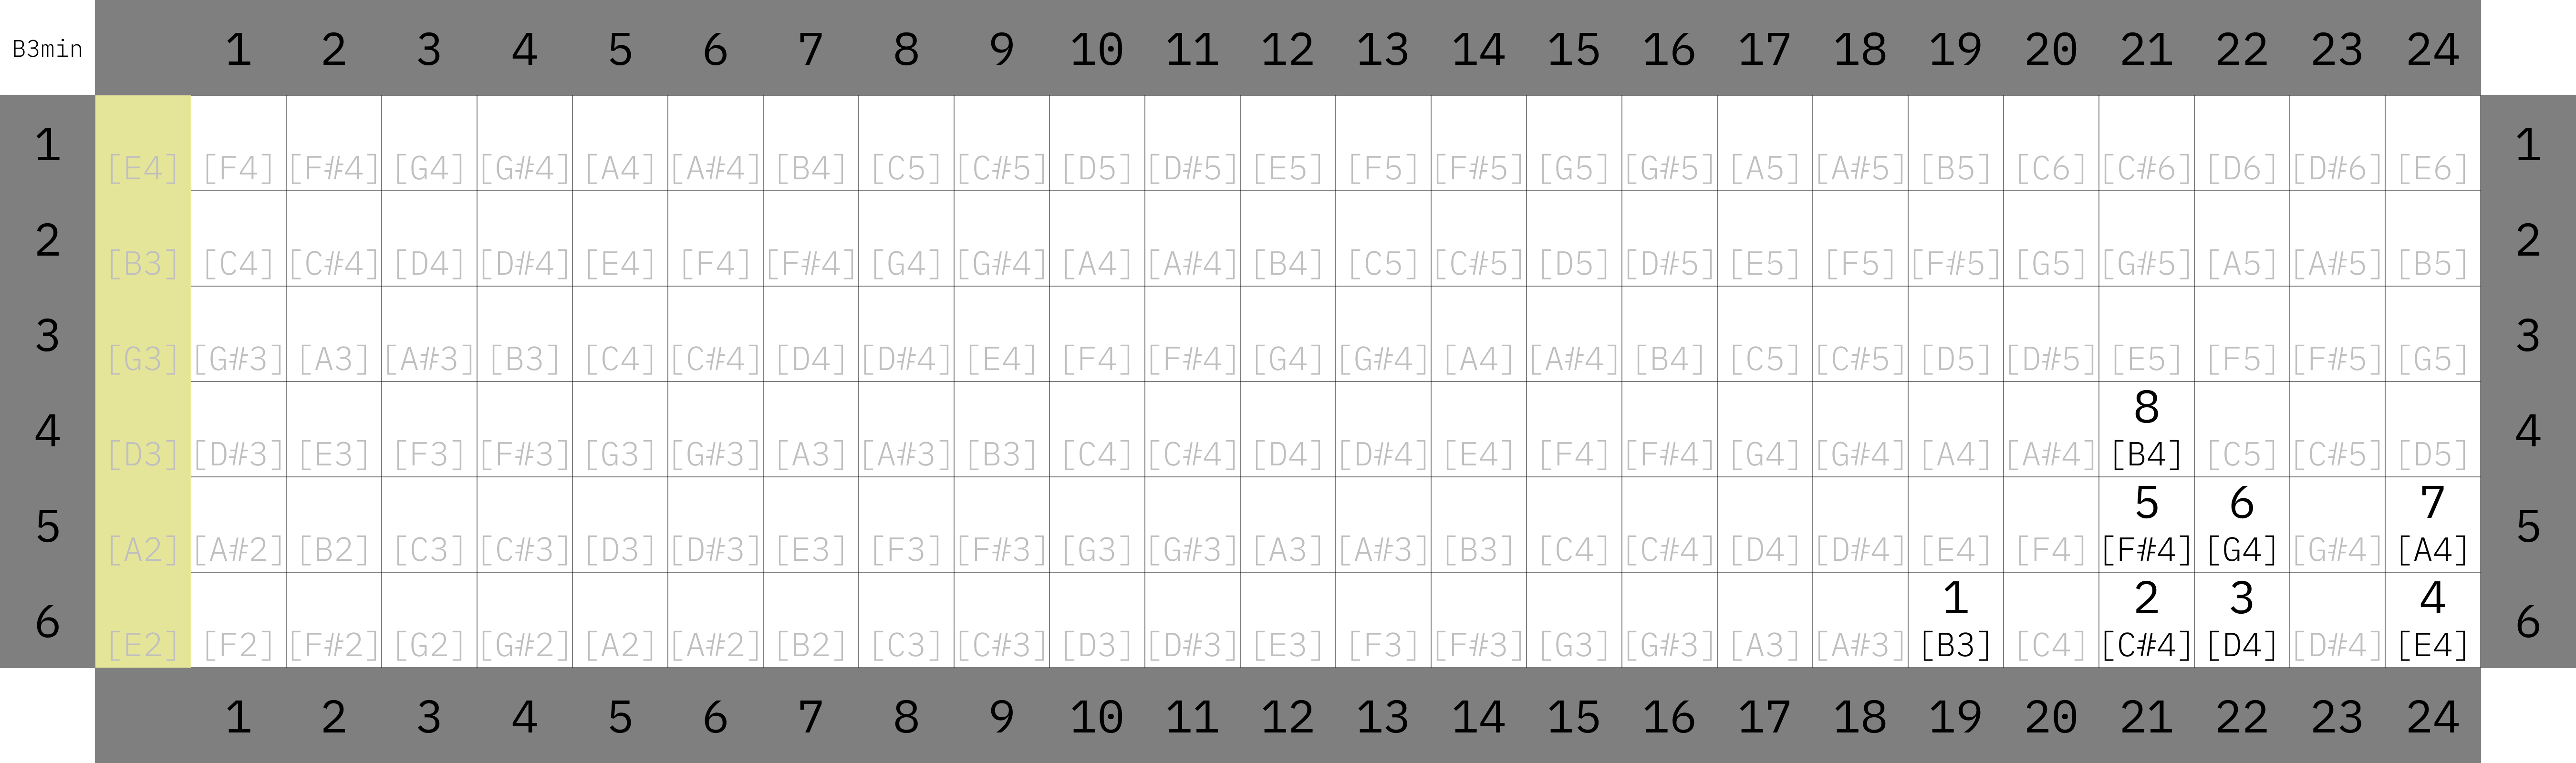 B3min 1 2 3 4 5 6 7 8 9 10 11 12 13 14 15 16 17 18 19 20 21 22 23 24
1 [E4] [F4] [F#4] [G4] [G#4] [A4] [A#4] [B4] [C5] [C#5] [D5] [D#5] [E5] [F5] [F#5] [G5] [G#5] [A5] [A#5] [B5] [C6] [C#6] [D6] [D#6] [E6] 1
2 [B3] [C4] [C#4] [D4] [D#4] [E4] [F4] [F#4] [G4] [G#4] [A4] [A#4] [B4] [C5] [C#5] [D5] [D#5] [E5] [F5] [F#5] [G5] [G#5] [A5] [A#5] [B5] 2
3 [G3] [G#3] [A3] [A#3] [B3] [C4] [C#4] [D4] [D#4] [E4] [F4] [F#4] [G4] [G#4] [A4] [A#4] [B4] [C5] [C#5] [D5] [D#5] [E5] [F5] [F#5] [G5] 3
8
4 [D3] [D#3] [E3] [F3] [F#3] [G3] [G#3] [A3] [A#3] [B3] [C4] [C#4] [D4] [D#4] [E4] [F4] [F#4] [G4] [G#4] [A4] [A#4] [B4] [C5] [C#5] [D5] 4
5 6 7
5 [A2] [A#2] [B2] [C3] [C#3] [D3] [D#3] [E3] [F3] [F#3] [G3] [G#3] [A3] [A#3] [B3] [C4] [C#4] [D4] [D#4] [E4] [F4] [F#4] [G4] [G#4] [A4] 5
1 2 3 4
6 [E2] [F2] [F#2] [G2] [G#2] [A2] [A#2] [B2] [C3] [C#3] [D3] [D#3] [E3] [F3] [F#3] [G3] [G#3] [A3] [A#3] [B3] [C4] [C#4] [D4] [D#4] [E4] 6
1 2 3 4 5 6 7 8 9 10 11 12 13 14 15 16 17 18 19 20 21 22 23 24